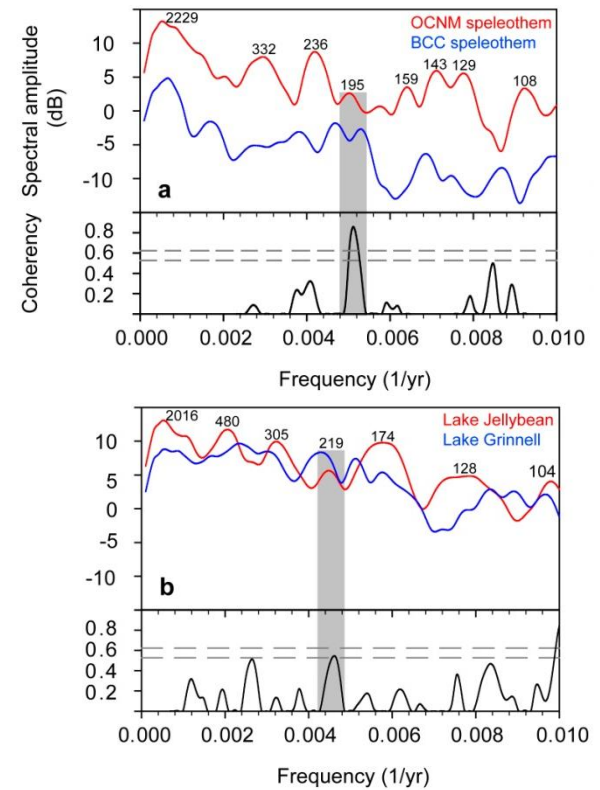 OCNM speleothem
BCC speleothem
2229
332
236
195
159
143
129
108
10
5
0
-5
-10
Spectral amplitude
(dB)
a
0.8
0.6
0.4
0.2
Coherency
0.000 0.002 0.004 0.006 0.008 0.010
Frequency (1/yr)
Lake Jellybean
Lake Grinnell
2016
480
305
219
174
128
104
10
5
0
-5
-10
b
0.8
0.6
0.4
0.2
0.000 0.002 0.004 0.006 0.008 0.010
Frequency (1/yr)